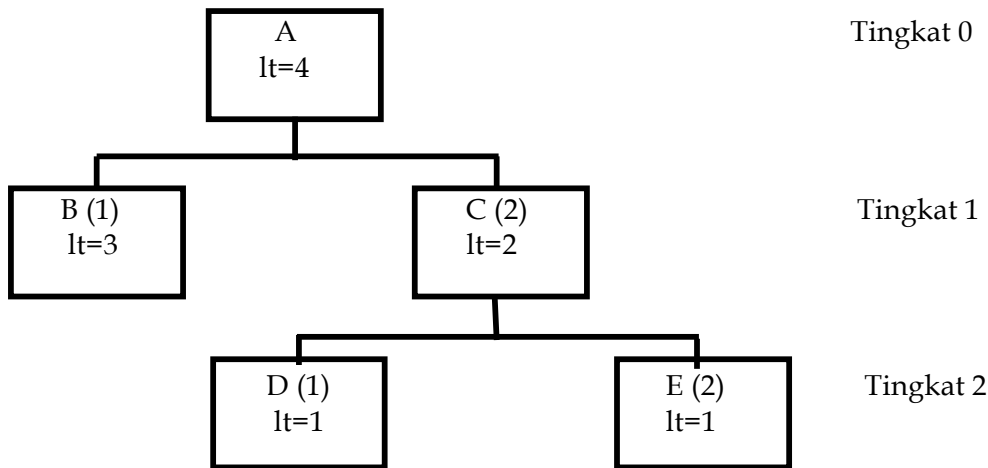 A
lt=4
Tingkat 0
B (1)
lt=3
C (2)
lt=2
Tingkat 1
D (1)
lt=1
E (2)
lt=1
Tingkat 2